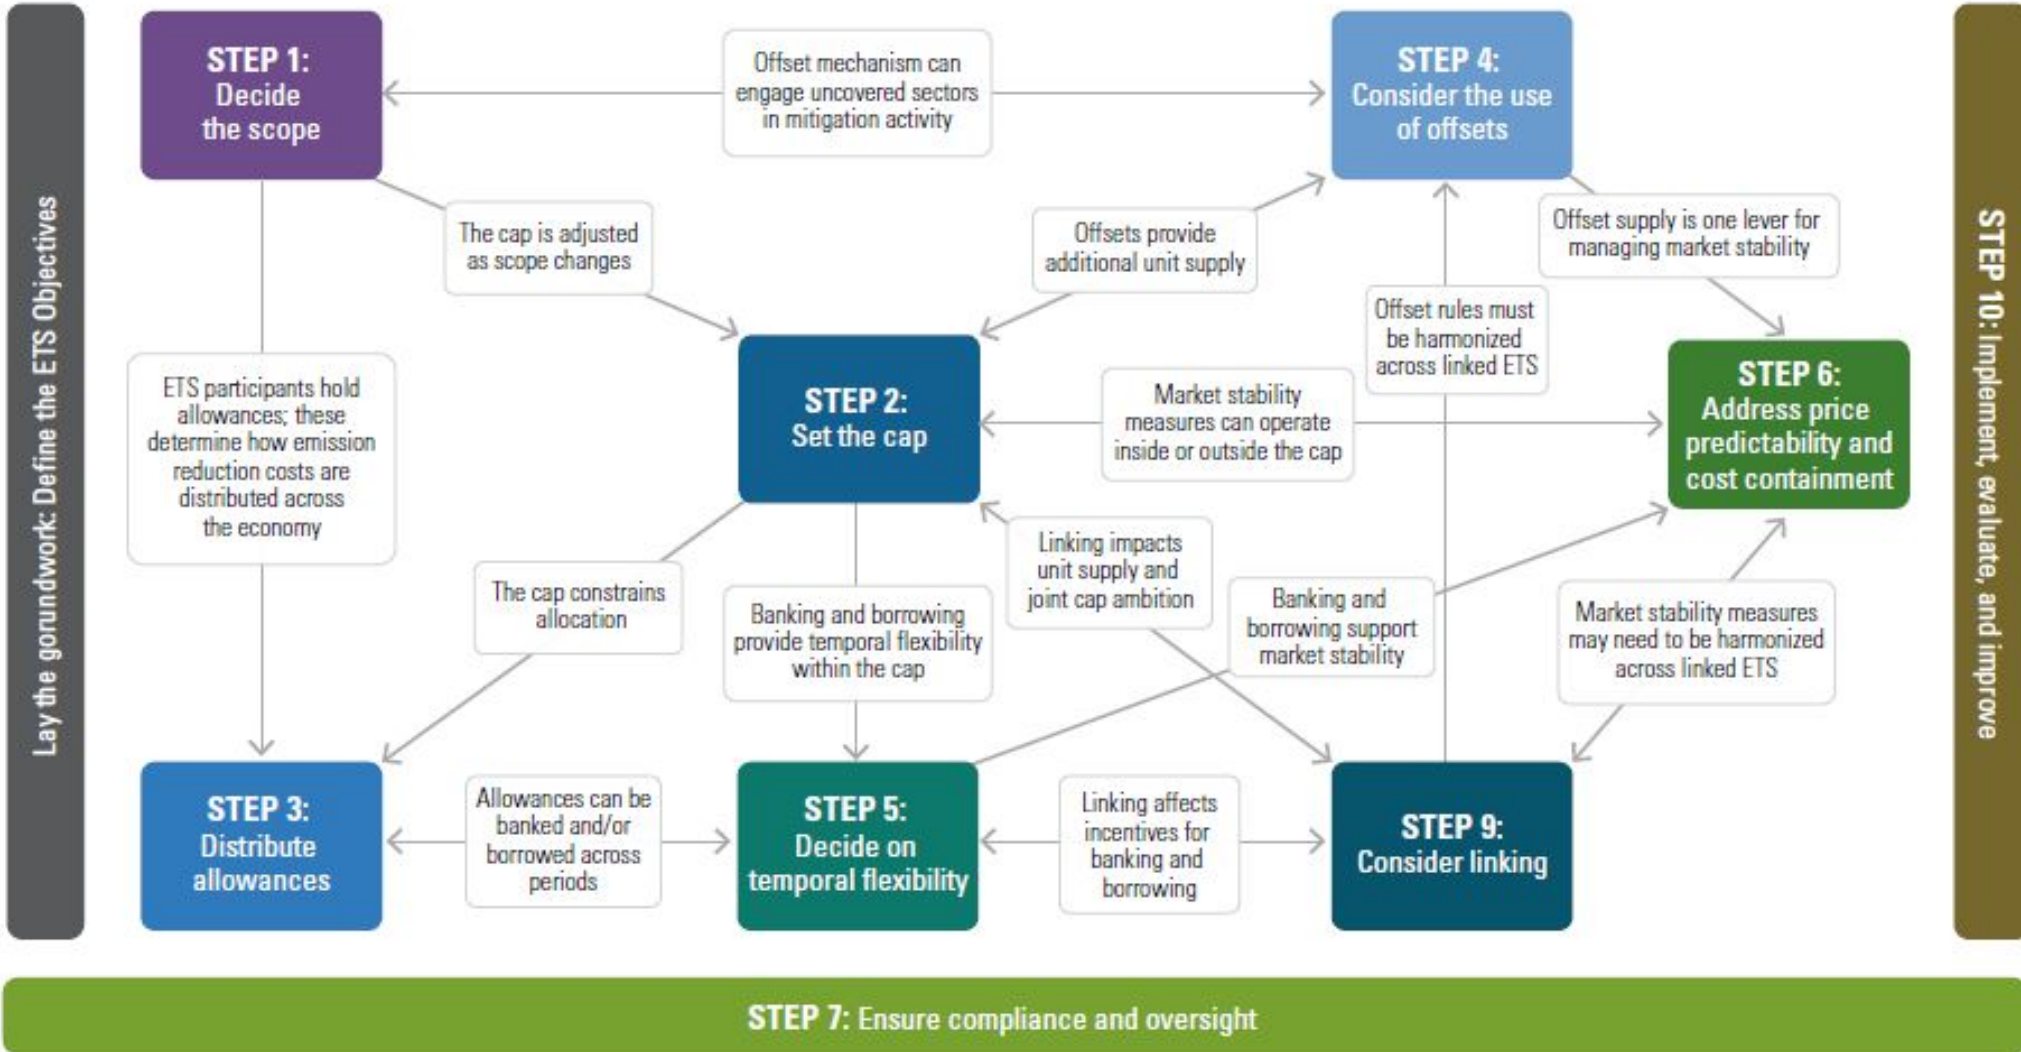 Lay the gorundwork: Define the ETS Objectives
STEP 1:
Decide
the scope
Offset mechanism can
engage uncovered sectors
in mitigation activity
STEP 4:
Consider the use
of offsets
The cap is adjusted
as scope changes
Offsets provide
additional unit supply
Offset supply is one lever for
managing market stability
Offset rules must
be harmonized
across linked ETS
ETS participants hold
allowances; these
determine how emission
reduction costs are
distributed across
the economy
STEP 2:
Set the cap
Market stability
measures can operate
inside or outside the cap
STEP 6:
Address price
predictability and
cost containment
The cap constrains
allocation
Banking and borrowing
provide temporal flexibility
within the cap
Linking impacts
unit supply and
joint cap ambition
Banking and
borrowing support
market stability
Market stability measures
may need to be harmonized
across linked ETS
STEP 3:
Distribute
allowances
Allowances can be
banked and/or
borrowed across
periods
STEP 5:
Decide on
temporal flexibility
Linking affects
incentives for
banking and
borrowing
STEP 9:
Consider linking
STEP 10: Implement, evaluate, and improve
STEP 7: Ensure compliance and oversight